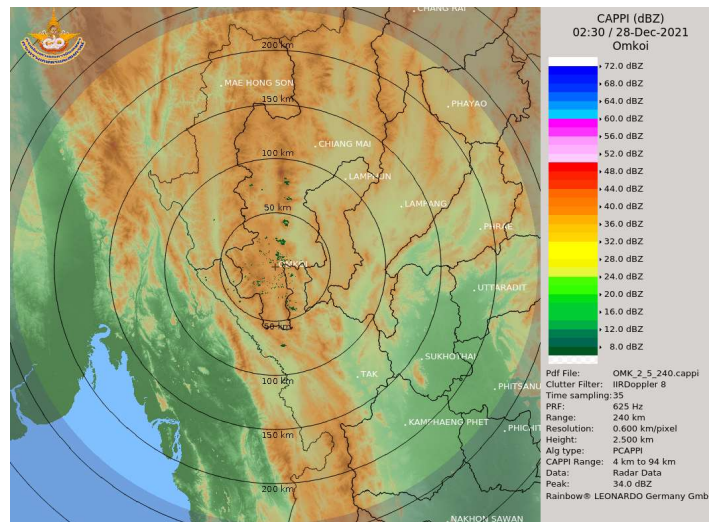 CHANG RAI
200 km
MAE HONG SON
150 km
PHAYAO
CHIANG MAI
100 km
LAMPHUN
LAMPANG
50 km
PHRAE
OMKOI
UTTARADIT
50 km
SUKHOTHAI
TAK
100 km
PHITSANU
KAMPHAENG PHET
PHICHIT
150 km
200 km
NAKHON SAWAN
CAPPI (dBZ)
02:30 / 28-Dec-2021
Omkoi
72.0 dBZ
68.0 dBZ
64.0 dBZ
60.0 dBZ
56.0 dBZ
52.0 dBZ
48.0 dBZ
44.0 dBZ
40.0 dBZ
36.0 dBZ
32.0 dBZ
28.0 dBZ
24.0 dBZ
20.0 dBZ
16.0 dBZ
12.0 dBZ
8.0 dBZ
Pdf File: OMK_2_5_240.cappi
Clutter Filter: IIRDoppler 8
Time sampling: 35
PRF: 625 Hz
Range: 240 km
Resolution: 0.600 km/pixel
Height: 2.500 km
Alg type: PCAPPI
CAPPI Range: 4 km to 94 km
Data: Radar Data
Peak: 34.0 dBZ
Rainbow® LEONARDO Germany Gmb